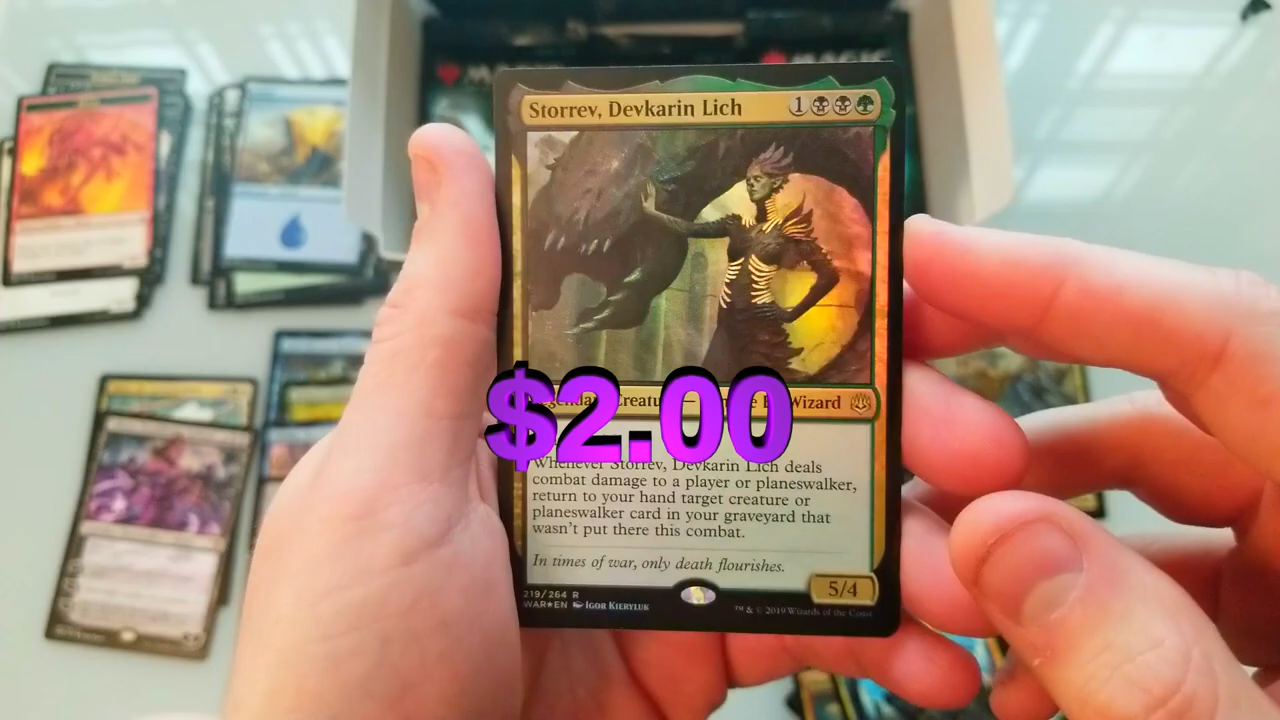 Storrev, Devkarin Lich
1
$2.00
Wizard
Whenever Storrev, Devkarin Lich deals
combat damage to a player or planeswalker,
return to your hand target creature or
planeswalker card in your graveyard that
wasn't put there this combat.
In times of war, only death flourishes.
5/4
219/264 R
WAR★EN Igor Kieryluk
™ & © 2019 Wizards of the Coast